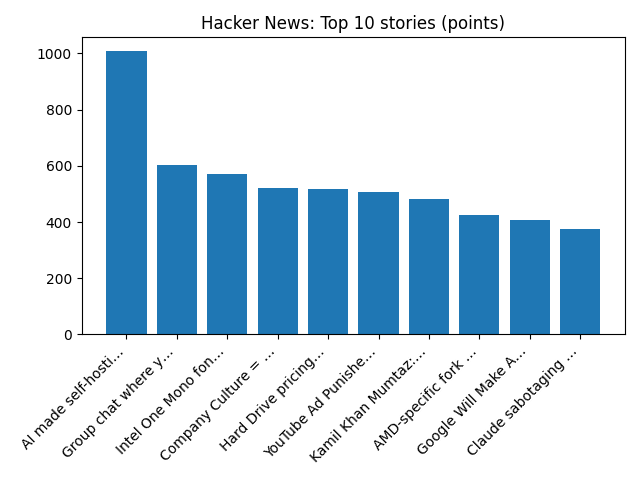 Hacker News: Top 10 stories (points)
1000
800
600
400
200
0
AI made self-hosti...
Group chat where y...
Intel One Mono fon...
Company Culture = ...
Hard Drive pricing...
YouTube Ad Punishe...
Kamil Khan Mumtaz:...
AMD-specific fork ...
Google Will Make A...
Claude sabotaging ...